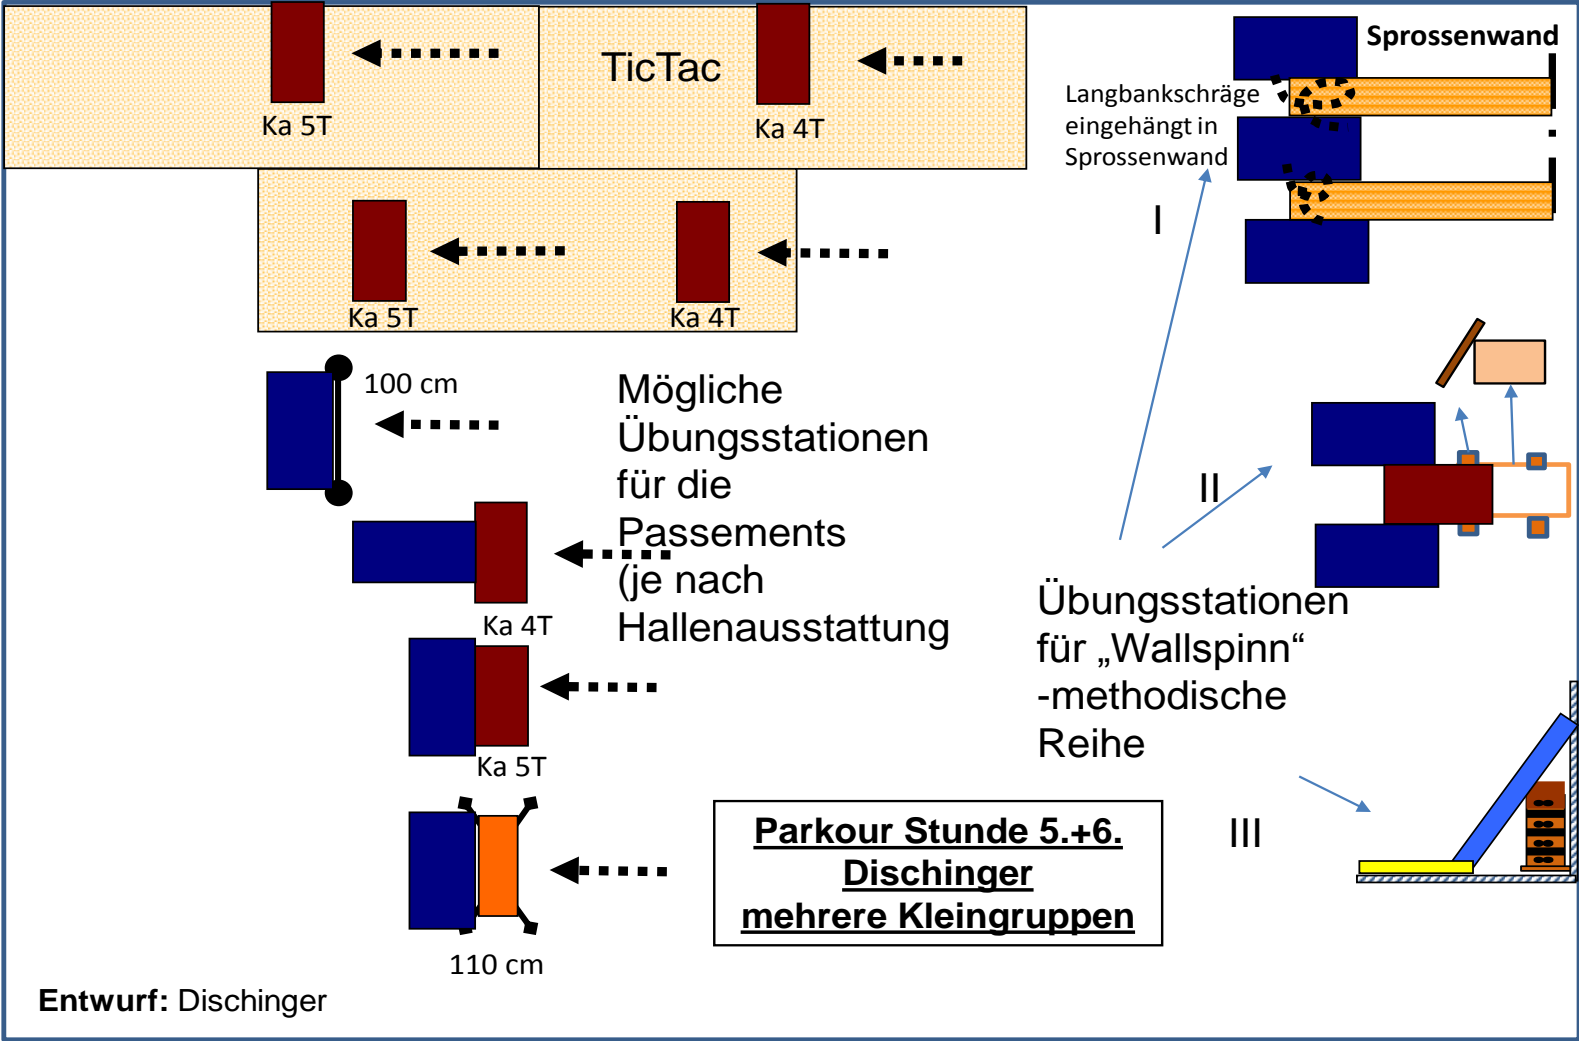 TicTac
Ka 5T
Ka 4T
Ka 5T
Ka 4T
Sprossenwand
Langbankschräge
eingehängt in
Sprossenwand
I
100 cm
Mögliche
Übungsstationen
für die
Passements
(je nach
Hallenausstattung
Ka 4T
Ka 5T
110 cm
II
Übungsstationen
für „Wallspinn“
-methodische
Reihe
III
Parkour Stunde 5.+6.
Dischinger
mehrere Kleingruppen
Entwurf: Dischinger